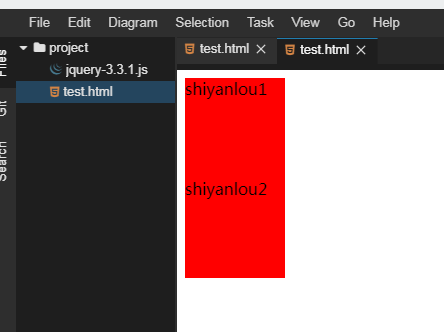 File Edit Diagram Selection Task View Go Help
Files
Git
Search
project
jquery-3.3.1.js
test.html
test.html
test.html
shiyanlou1
shiyanlou2